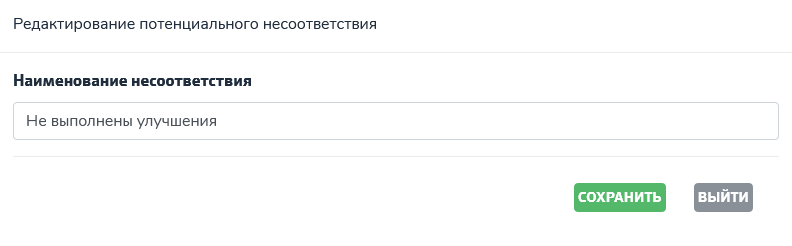 Редактирование потенциального несоответствия
Наименование несоответствия
Не выполнены улучшения
СОХРАНИТЬ ВЫЙТИ